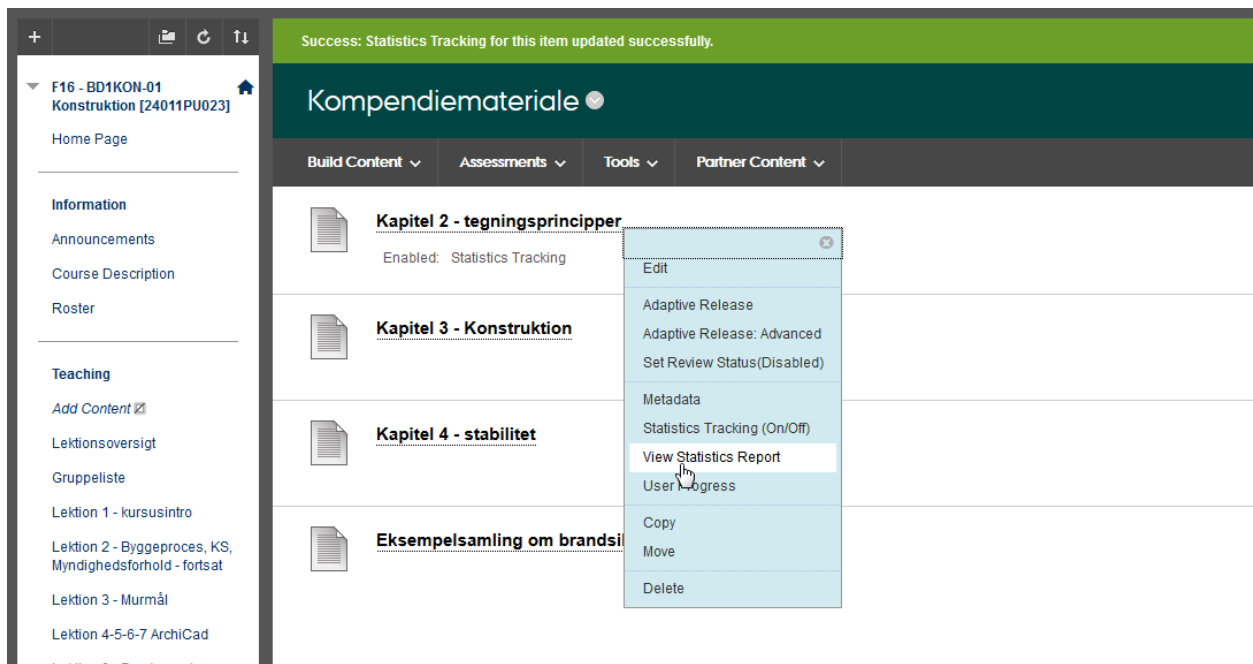 Success: Statistics Tracking for this item updated successfully.
F16 - BD1KON-01
Konstruktion [24011PU023]
Home Page
Information
Announcements
Course Description
Roster
Teaching
Add Content
Lektionsoversigt
Gruppeliste
Lektion 1 - kursusintro
Lektion 2 - Byggeproces, KS,
Myndighedsforhold - fortsat
Lektion 3 - Murmål
Lektion 4-5-6-7 ArchiCad
Kompendiemateriale
Build Content
Assessments
Tools
Partner Content
Kapitel 2 - tegningsprincipper
Enabled: Statistics Tracking
Kapitel 3 - Konstruktion
Kapitel 4 - stabilitet
Eksempelsamling om
Edit
Adaptive Release
Adaptive Release: Advanced
Set Review Status(Disabled)
Metadata
Statistics Tracking (On/Off)
View Statistics Report
User Progress
Copy
Move
Delete